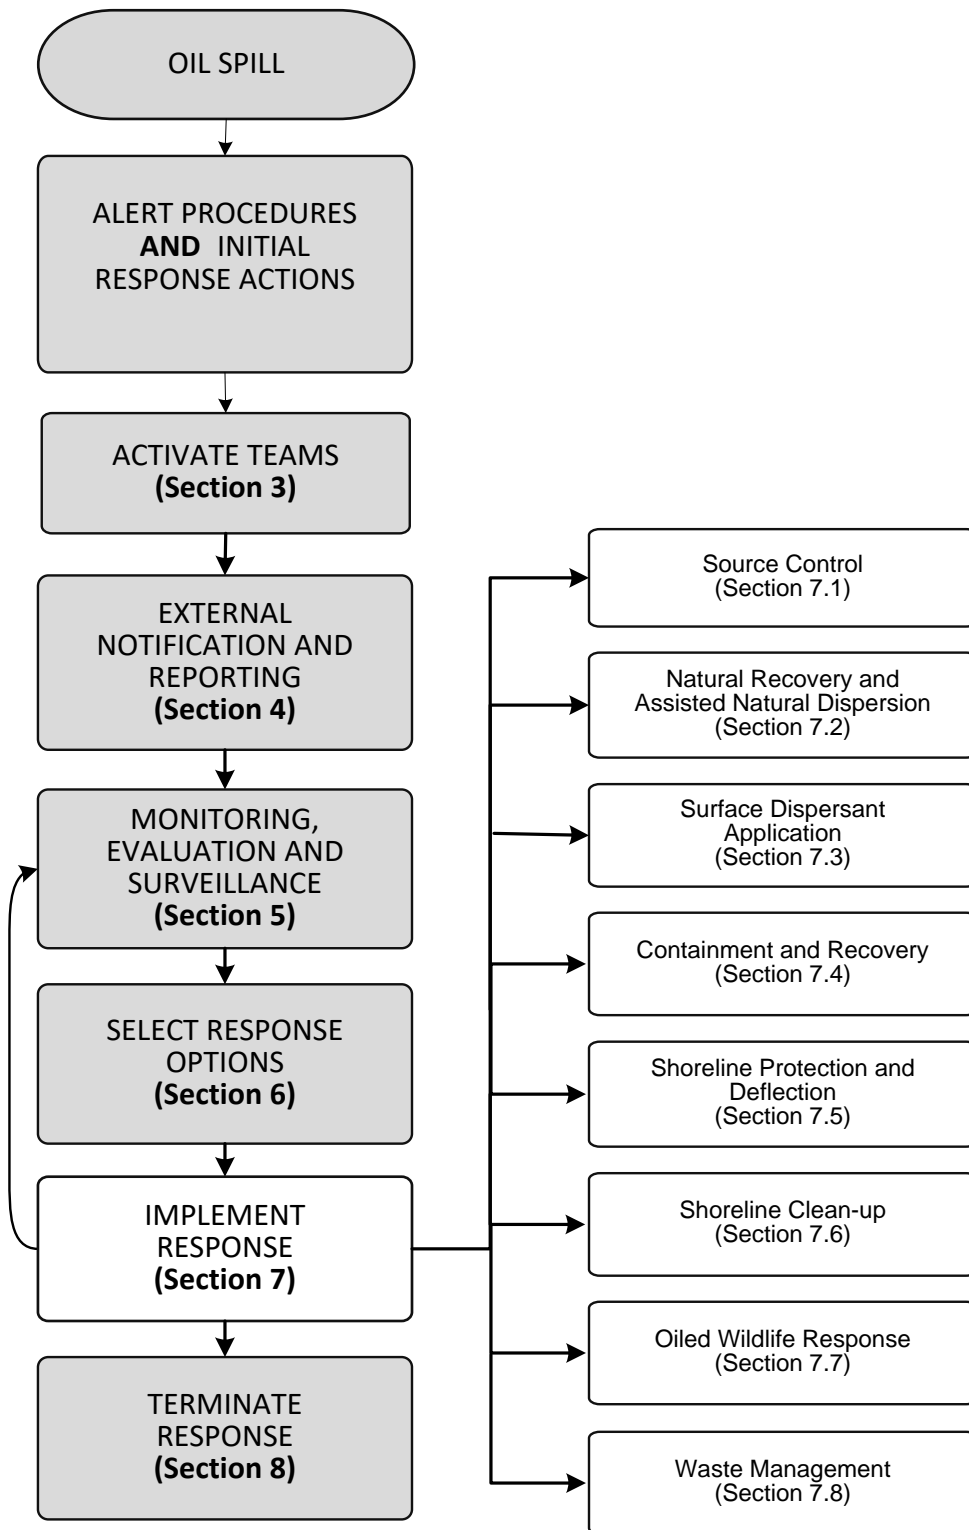 OIL SPILL
ALERT PROCEDURES
AND INITIAL
RESPONSE ACTIONS
ACTIVATE TEAMS
(Section 3)
EXTERNAL
NOTIFICATION AND
REPORTING
(Section 4)
MONITORING,
EVALUATION AND
SURVEILLANCE
(Section 5)
SELECT RESPONSE
OPTIONS
(Section 6)
IMPLEMENT
RESPONSE
(Section 7)
TERMINATE
RESPONSE
(Section 8)
Source Control
(Section 7.1)
Natural Recovery and
Assisted Natural Dispersion
(Section 7.2)
Surface Dispersant
Application
(Section 7.3)
Containment and Recovery
(Section 7.4)
Shoreline Protection and
Deflection
(Section 7.5)
Shoreline Clean-up
(Section 7.6)
Oiled Wildlife Response
(Section 7.7)
Waste Management
(Section 7.8)